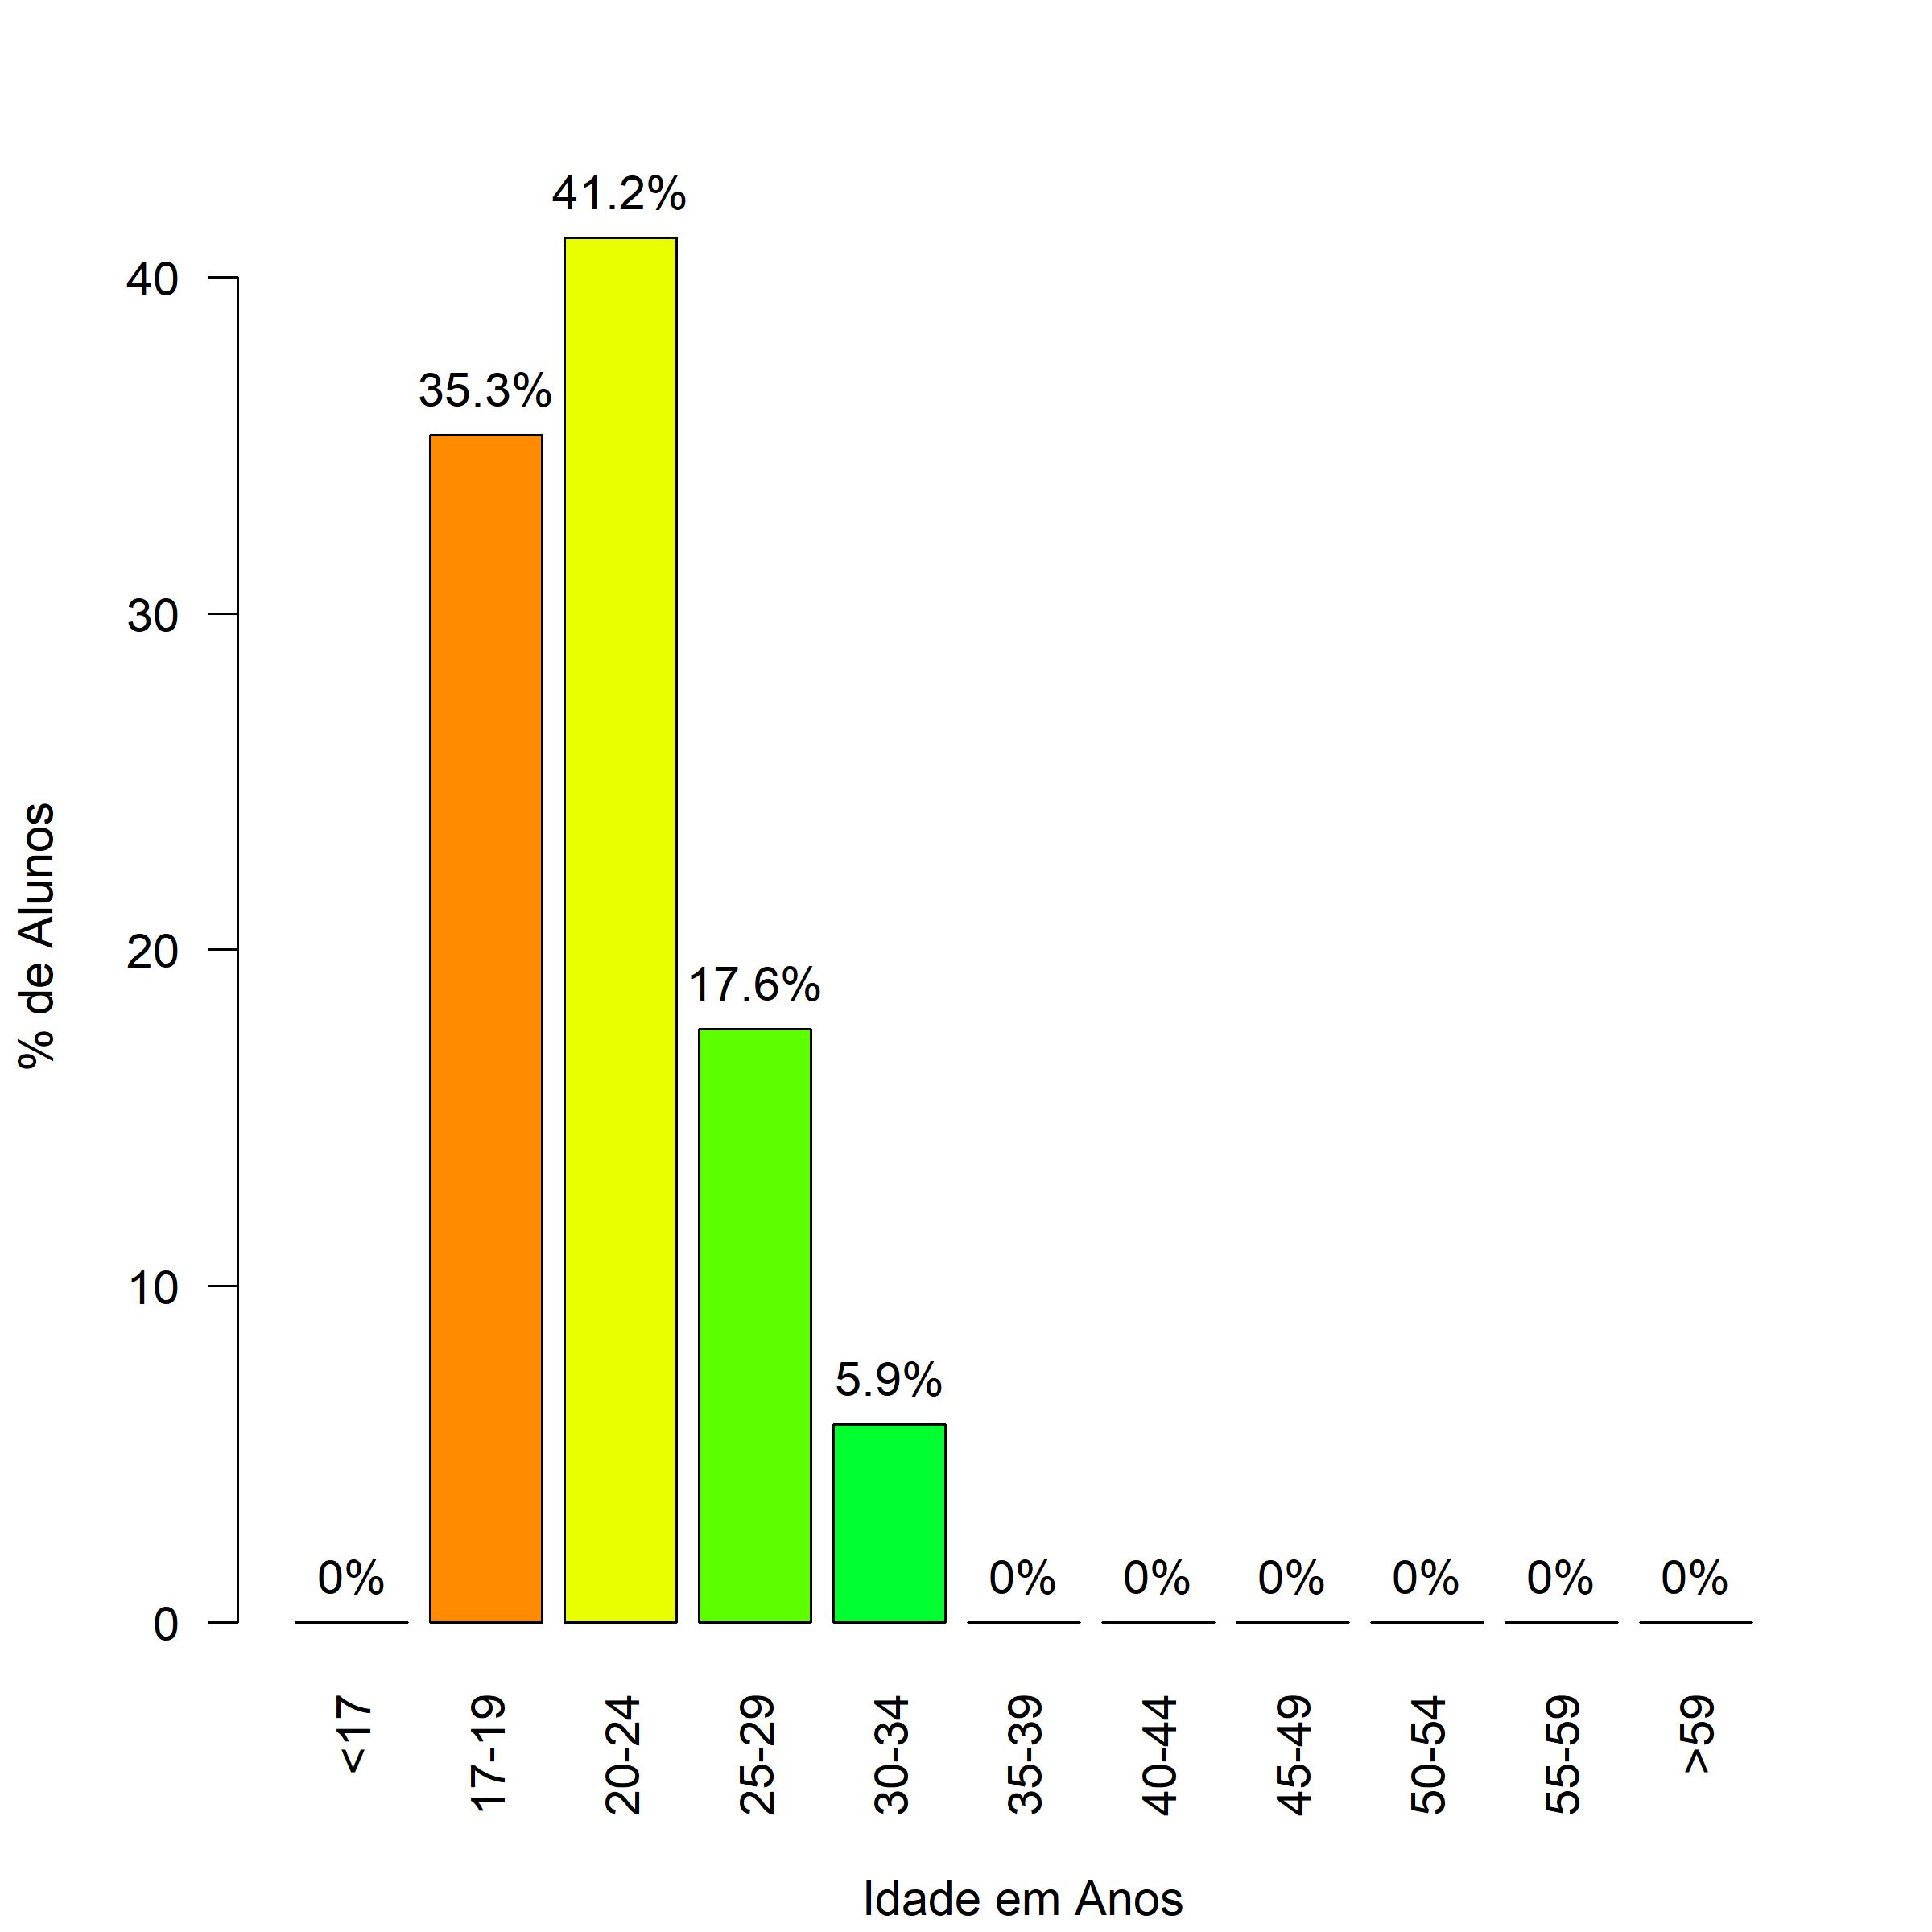 41.2%
40
35.3%
30
% de Alunos
20
17.6%
10
5.9%
0% 0% 0% 0% 0% 0% 0%
0
<17 17-19 20-24 25-29 30-34 35-39 40-44 45-49 50-54 55-59 >59
Idade em Anos